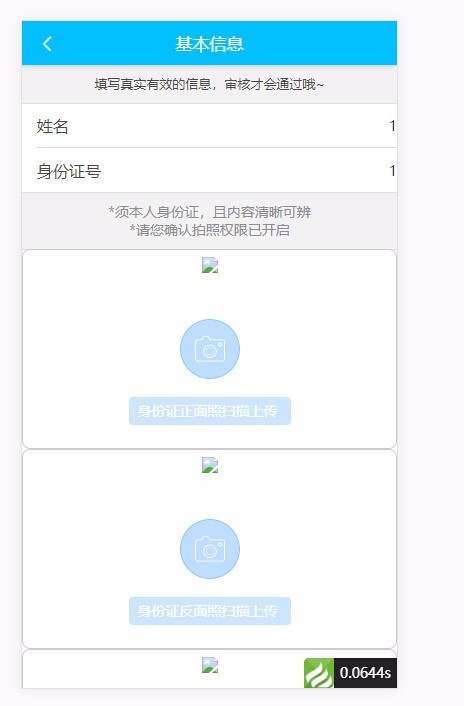 基本信息
填写真实有效的信息，审核才会通过哦~
姓名 1
身份证号 1
*须本人身份证，且内容清晰可辨
*请您确认拍照权限已开启
身份证正面照扫描上传
身份证反面照扫描上传
0.0644s